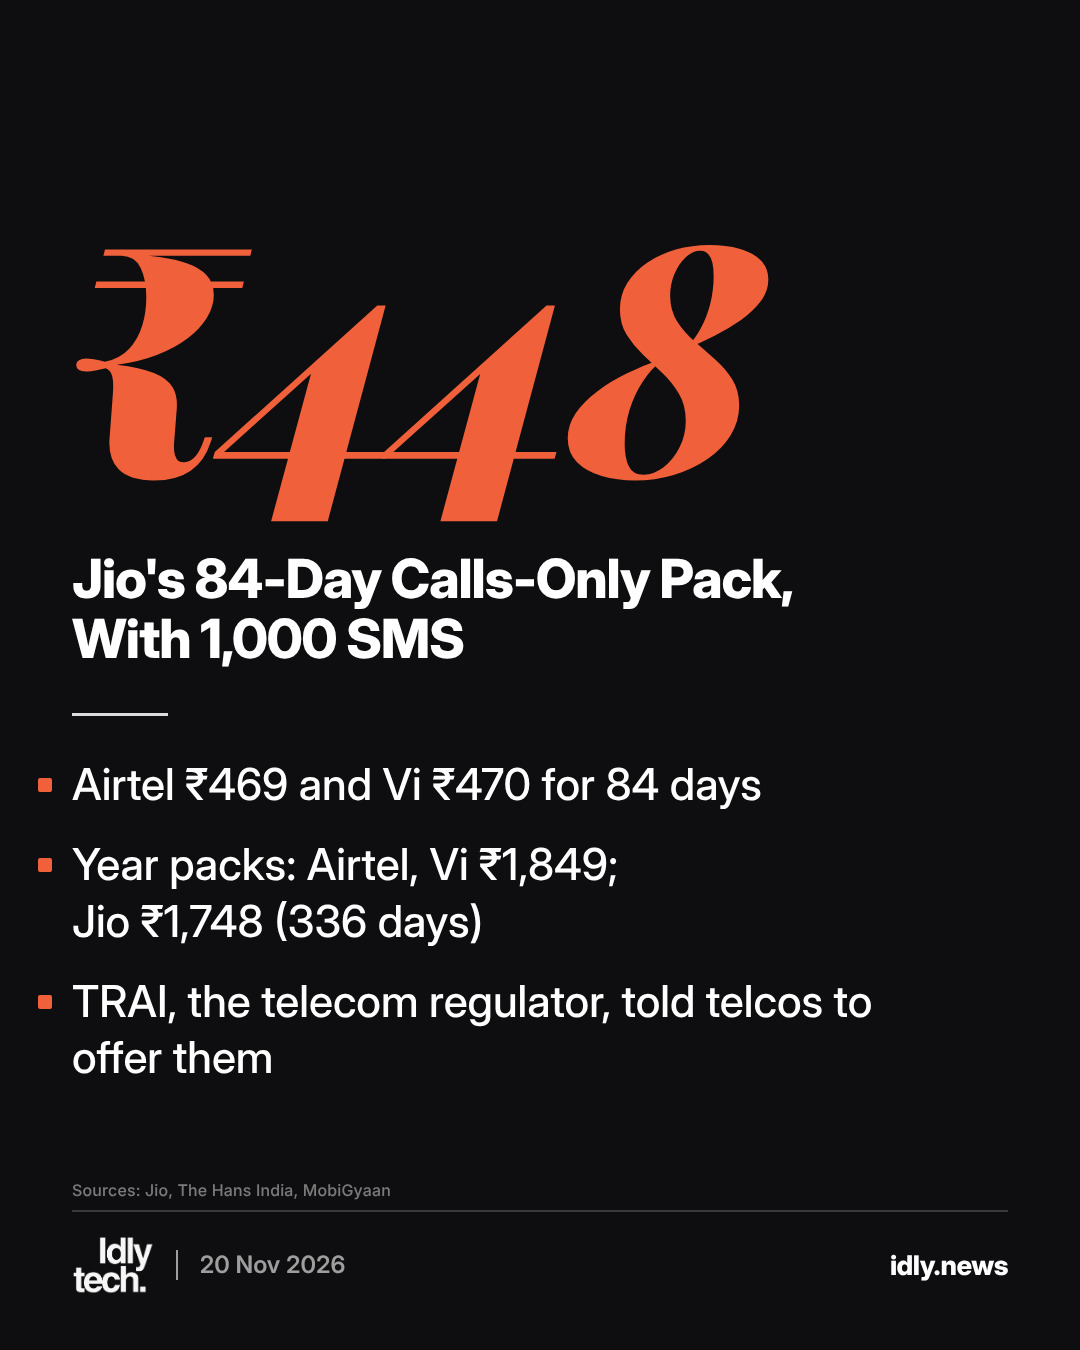 ₹448
Jio's 84-Day Calls-Only Pack,
With 1,000 SMS
Airtel ₹469 and Vi ₹470 for 84 days
Year packs: Airtel, Vi ₹1,849;
Jio ₹1,748 (336 days)
TRAI, the telecom regulator, told telcos to
offer them
Sources: Jio, The Hans India, MobiGyaan
Idly
tech.
20 Nov 2026
idly.news